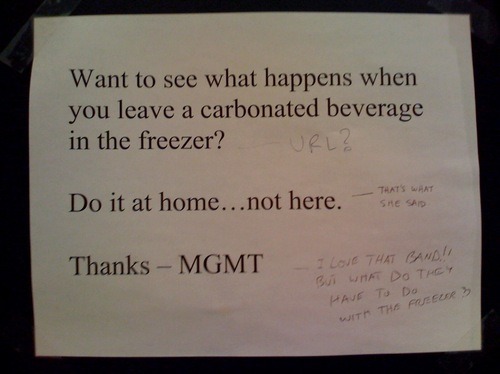 Want to see what happens when
you leave a carbonated beverage
in the freezer?
URL?
Do it at home…not here.
THAT'S WHAT
SHE SAID
Thanks – MGMT
I LOVE THAT BAND!!
BUT WHAT DO THEY
HAVE TO DO
WITH THE FREEZER?